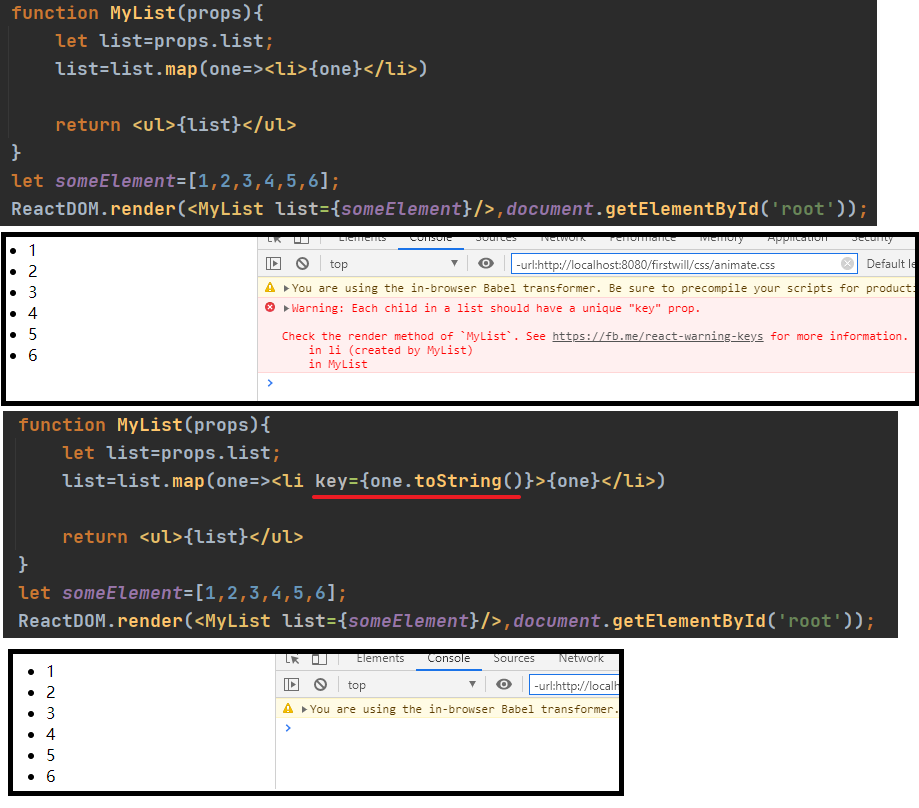 function MyList(props){
let list=props.list;
list=list.map(one=><li>{one}</li>)
return <ul>{list}</ul>
}
let someElement=[1,2,3,4,5,6];
ReactDOM.render(<MyList list={someElement}/>,document.getElementById('root'));
1
2
3
4
5
6
Elements Console Sources Network Performance Memory Application Security
top ▼ -url:http://localhost:8080/firstwill/css/animate.css Default le
▶You are using the in-browser Babel transformer. Be sure to precompile your scripts for producti
▶Warning: Each child in a list should have a unique "key" prop.
Check the render method of `MyList`. See https://fb.me/react-warning-keys for more information.
in li (created by MyList)
in MyList
>
function MyList(props){
let list=props.list;
list=list.map(one=><li key={one.toString()}>{one}</li>)
return <ul>{list}</ul>
}
let someElement=[1,2,3,4,5,6];
ReactDOM.render(<MyList list={someElement}/>,document.getElementById('root'));
1
2
3
4
5
6
Elements Console Sources Network
top ▼ -url:http://localh
▶You are using the in-browser Babel transformer.
>